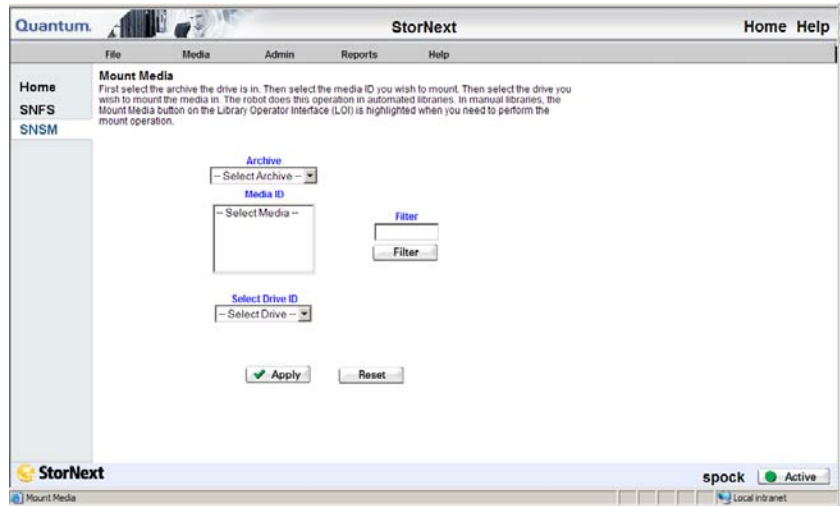 Quantum.
StorNext
Home Help
File Media Admin Reports Help
Home
SNFS
SNSM
Mount Media
First select the archive the drive is in. Then select the media ID you wish to mount. Then select the drive you
wish to mount the media in. The robot does this operation in automated libraries. In manual libraries, the
Mount Media button on the Library Operator Interface (LOI) is highlighted when you need to perform the
mount operation.
Archive
-- Select Archive --
Media ID
-- Select Media --
Filter
Filter
Select Drive ID
-- Select Drive --
Apply Reset
StorNext
spock Active
Mount Media
Local intranet